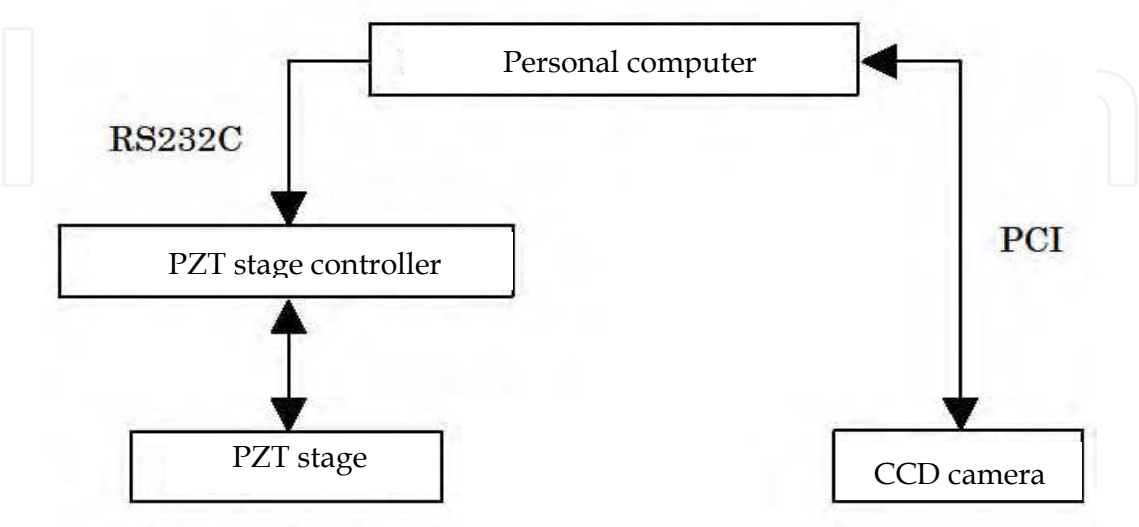 Personal computer
RS232C
PZT stage controller
PCI
PZT stage
CCD camera